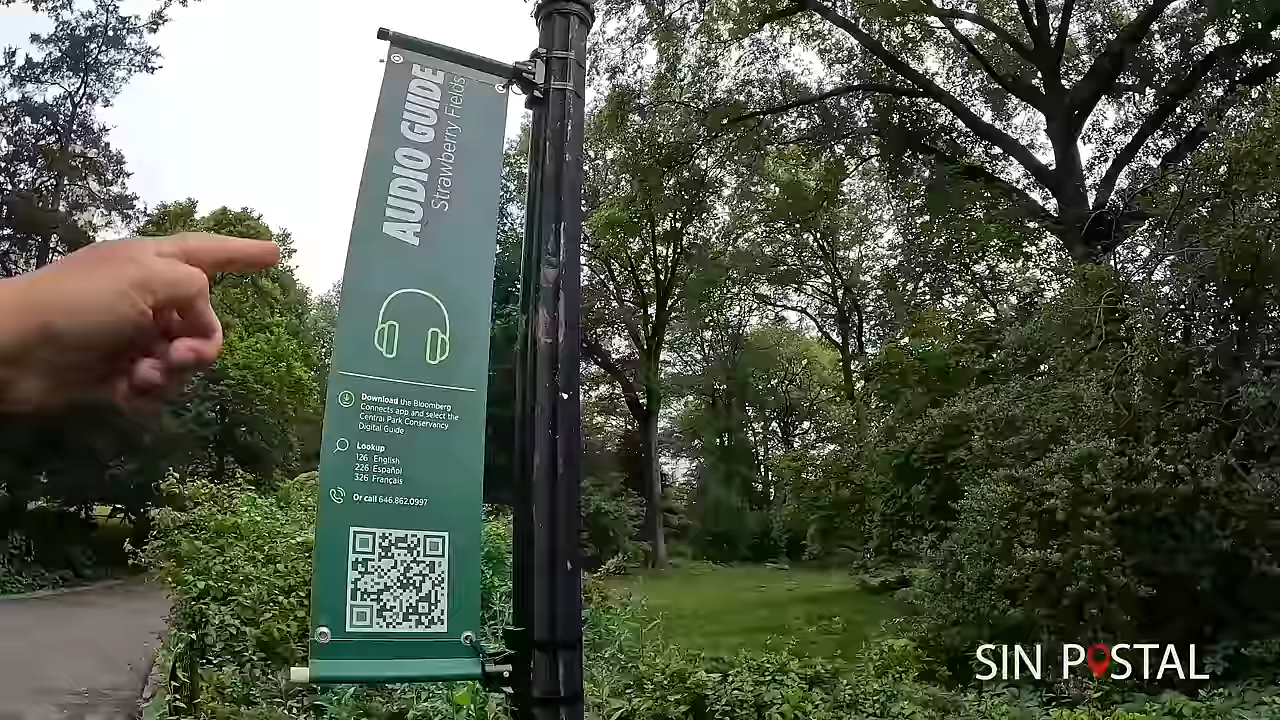 AUDIO GUIDE
Strawberry Fields
Download the Bloomberg
Connects app and select the
Central Park Conservancy
Digital Guide
Lookup
126 English
226 Español
326 Français
Or call 646.862.0997
SIN POSTAL